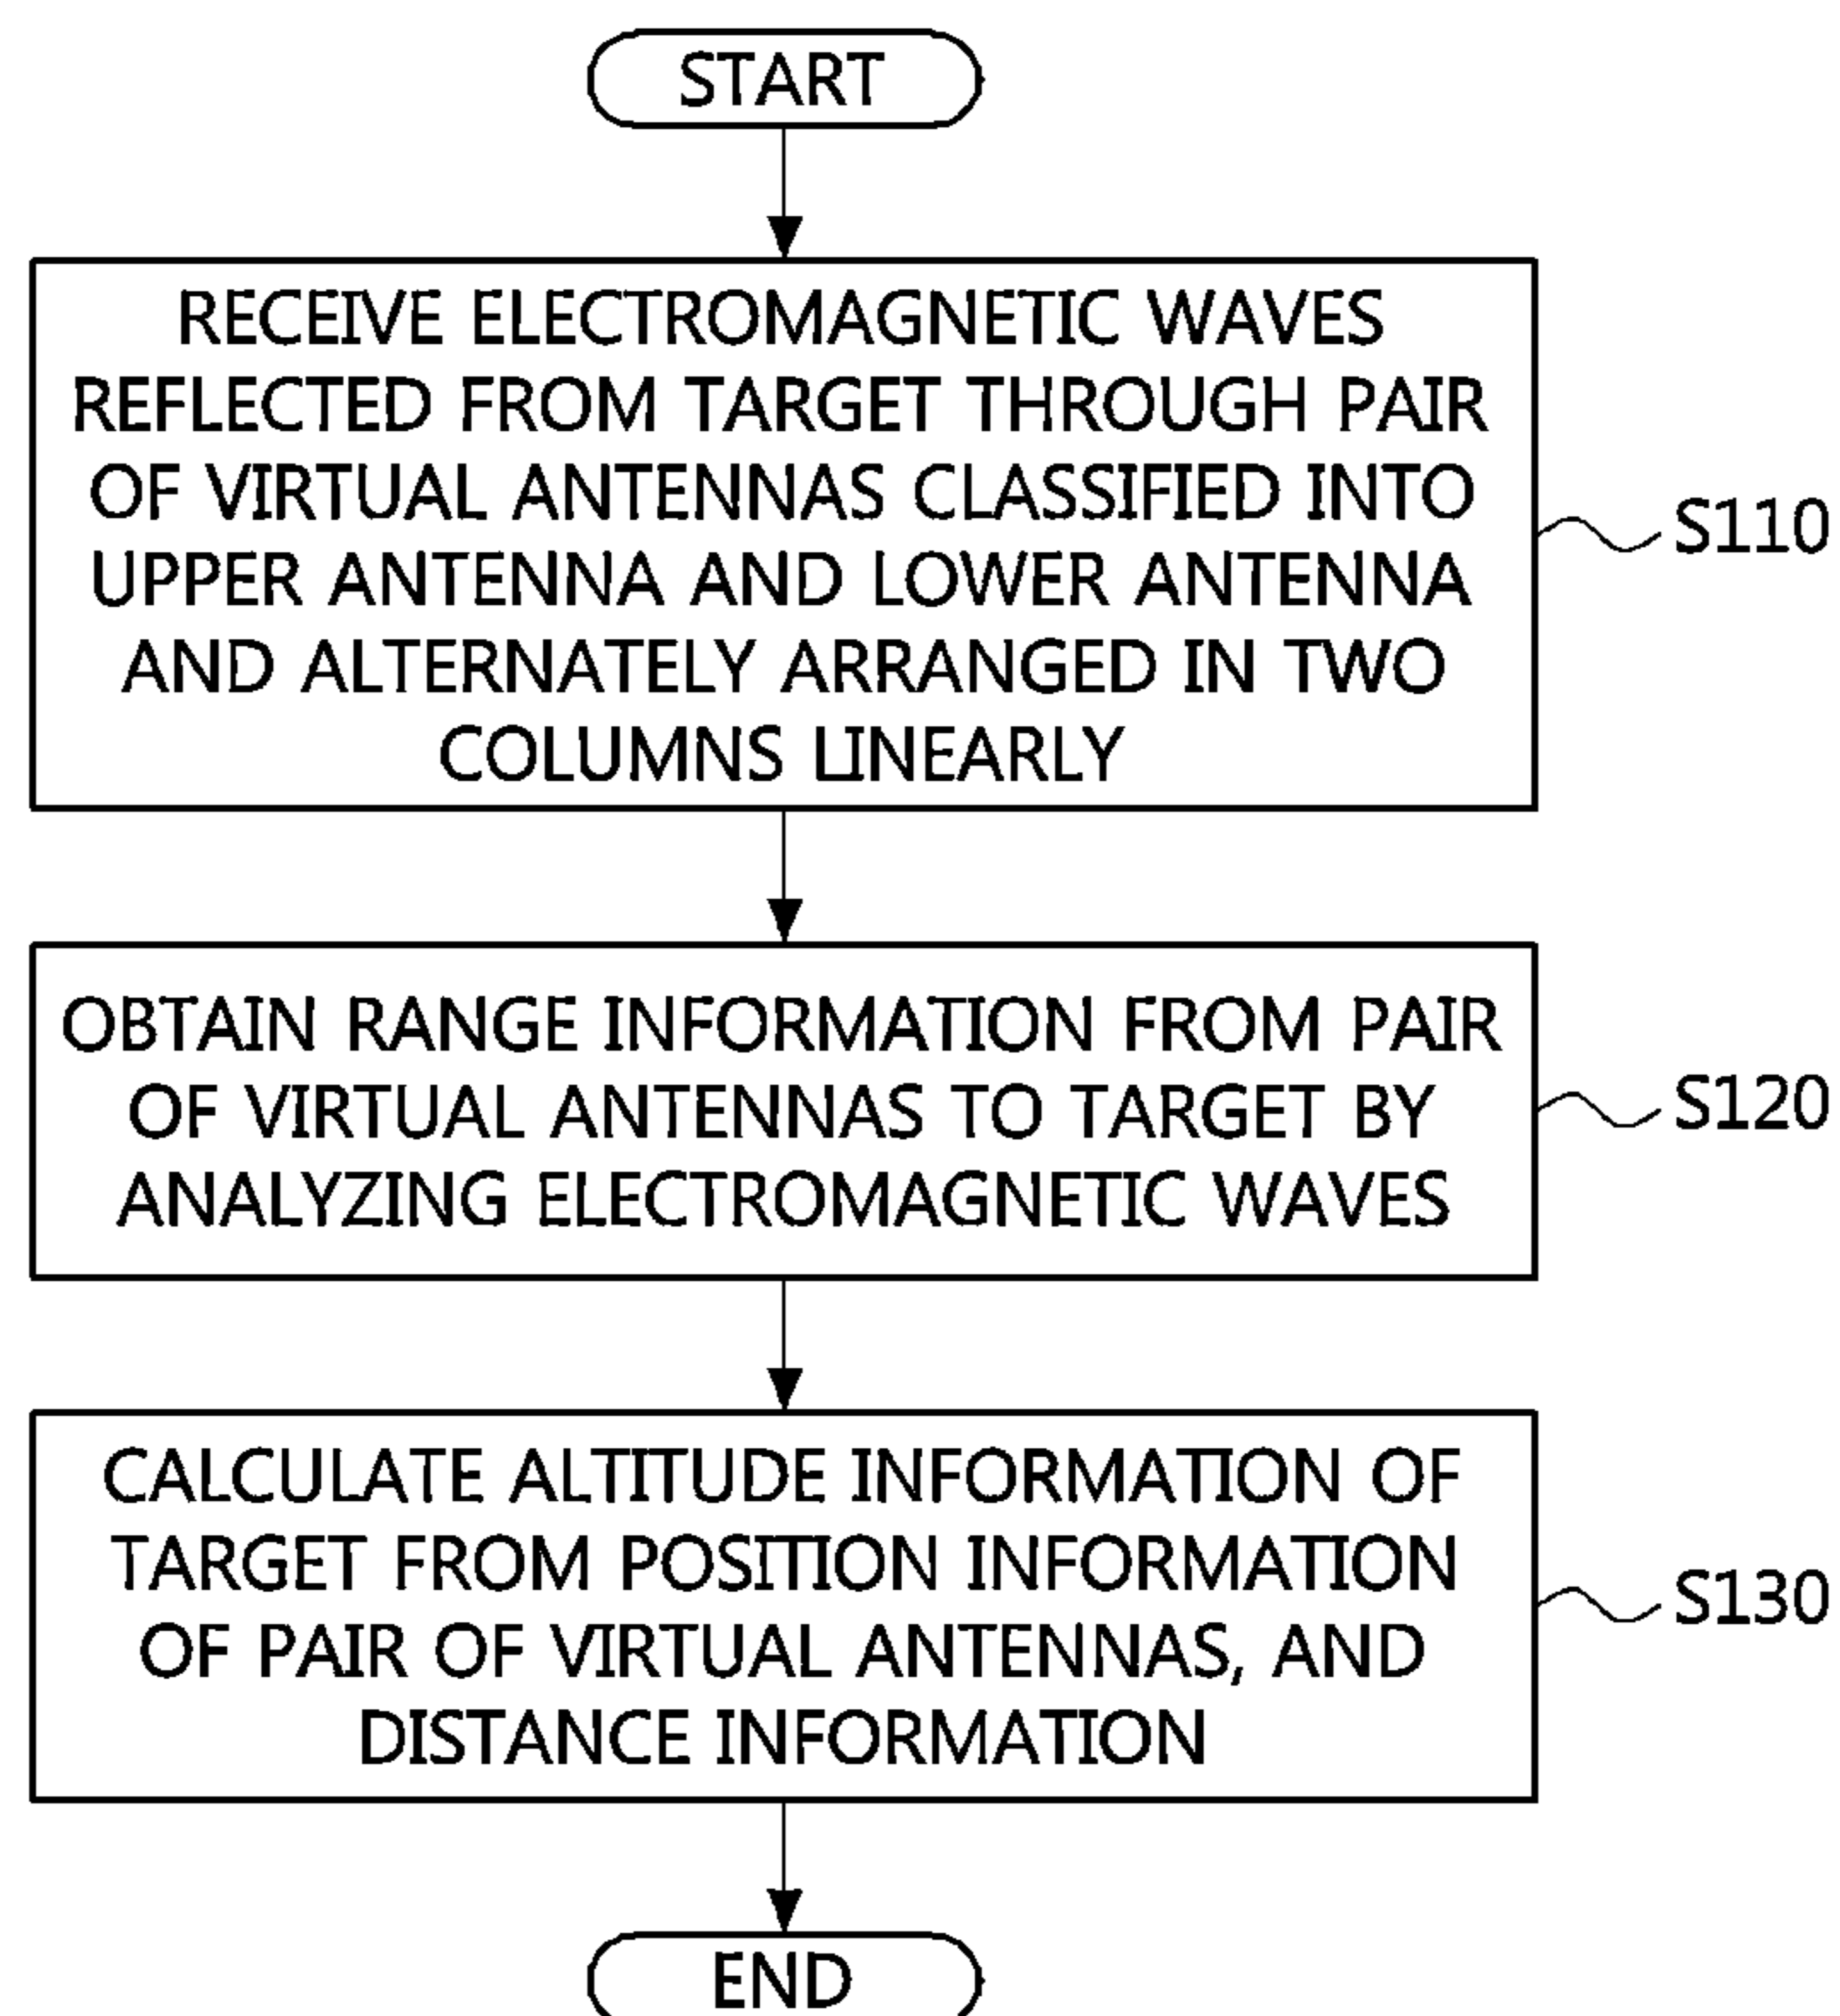 START
RECEIVE ELECTROMAGNETIC WAVES
REFLECTED FROM TARGET THROUGH PAIR
OF VIRTUAL ANTENNAS CLASSIFIED INTO
UPPER ANTENNA AND LOWER ANTENNA
AND ALTERNATELY ARRANGED IN TWO
COLUMNS LINEARLY
S110
OBTAIN RANGE INFORMATION FROM PAIR
OF VIRTUAL ANTENNAS TO TARGET BY
ANALYZING ELECTROMAGNETIC WAVES
S120
CALCULATE ALTITUDE INFORMATION OF
TARGET FROM POSITION INFORMATION
OF PAIR OF VIRTUAL ANTENNAS, AND
DISTANCE INFORMATION
S130
END